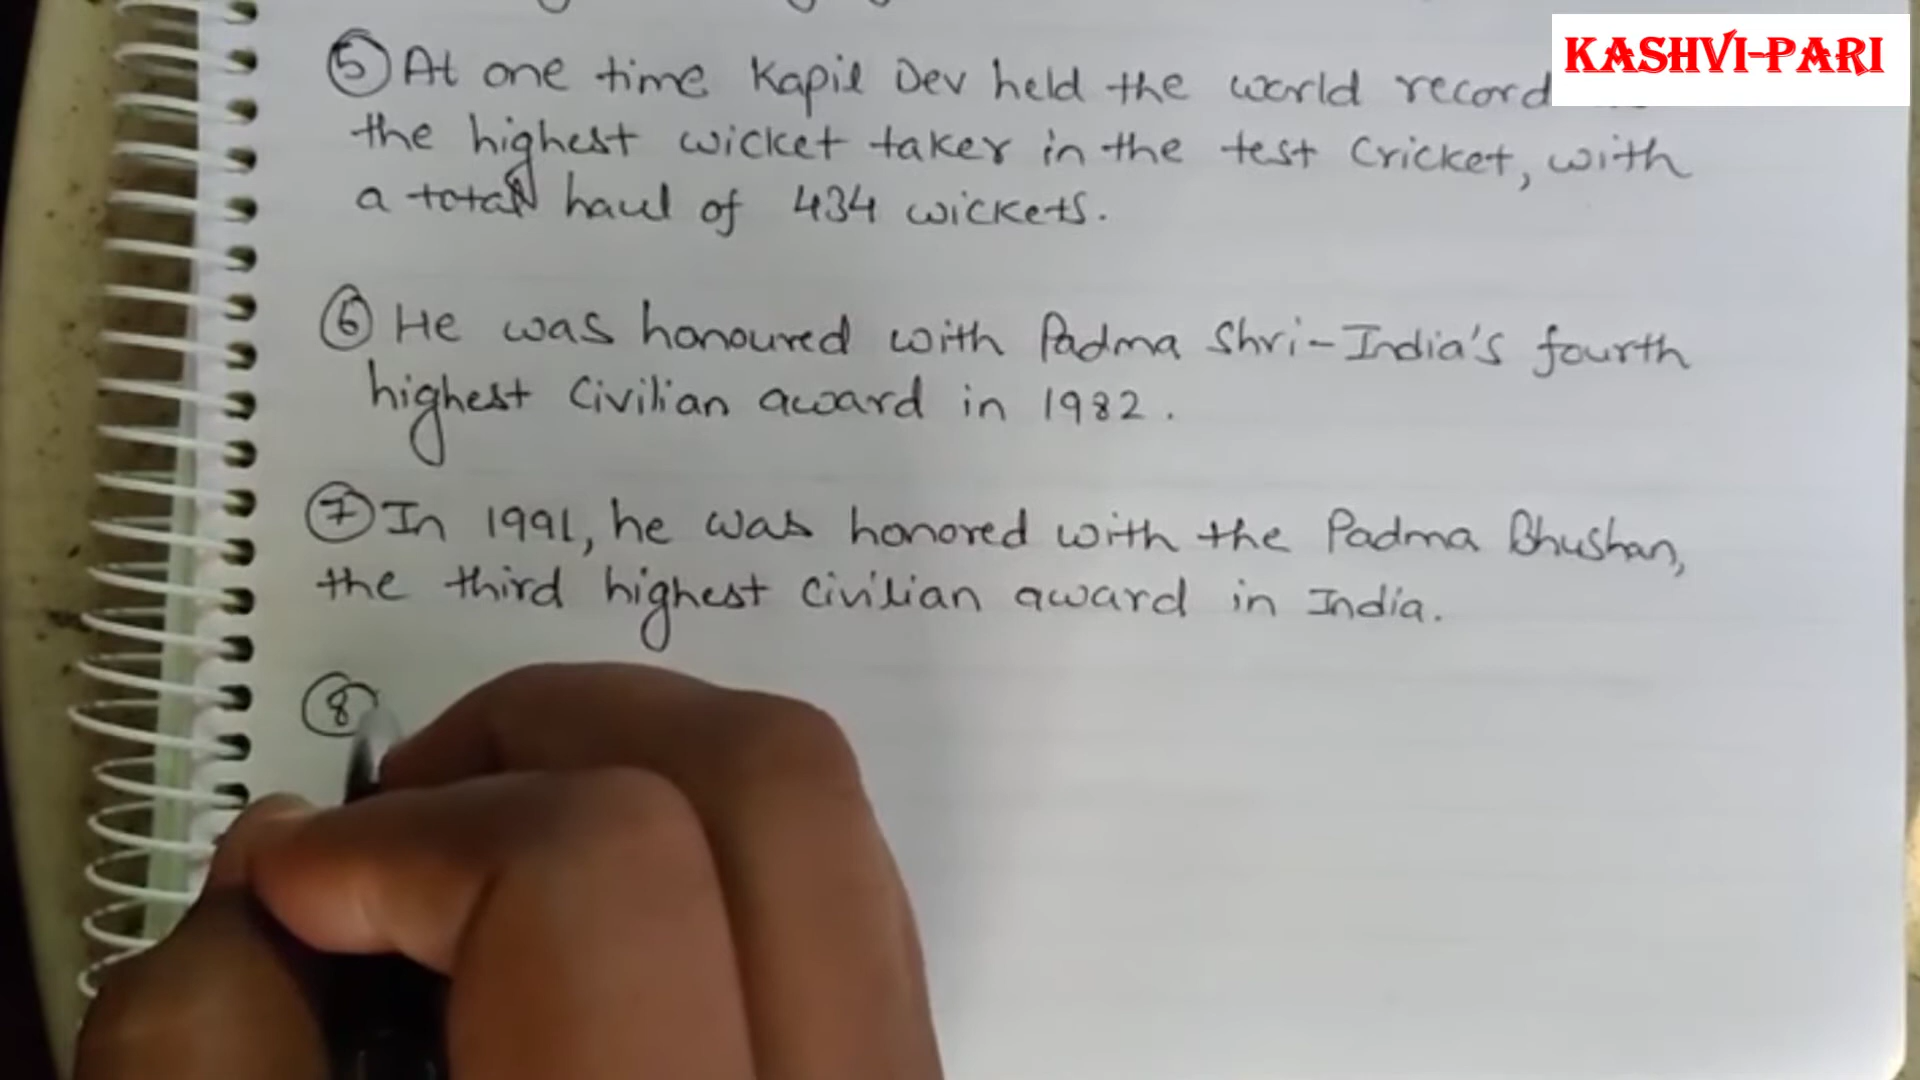 KASHVI-PARI
⑤ At one time Kapil Dev held the world record
the highest wicket taker in the test Cricket, with
a total haul of 434 wickets.
⑥ He was honoured with Padma Shri-India's fourth
highest Civilian award in 1982.
⑦ In 1991, he was honored with the Padma Bhushan,
the third highest Civilian award in India.
⑧